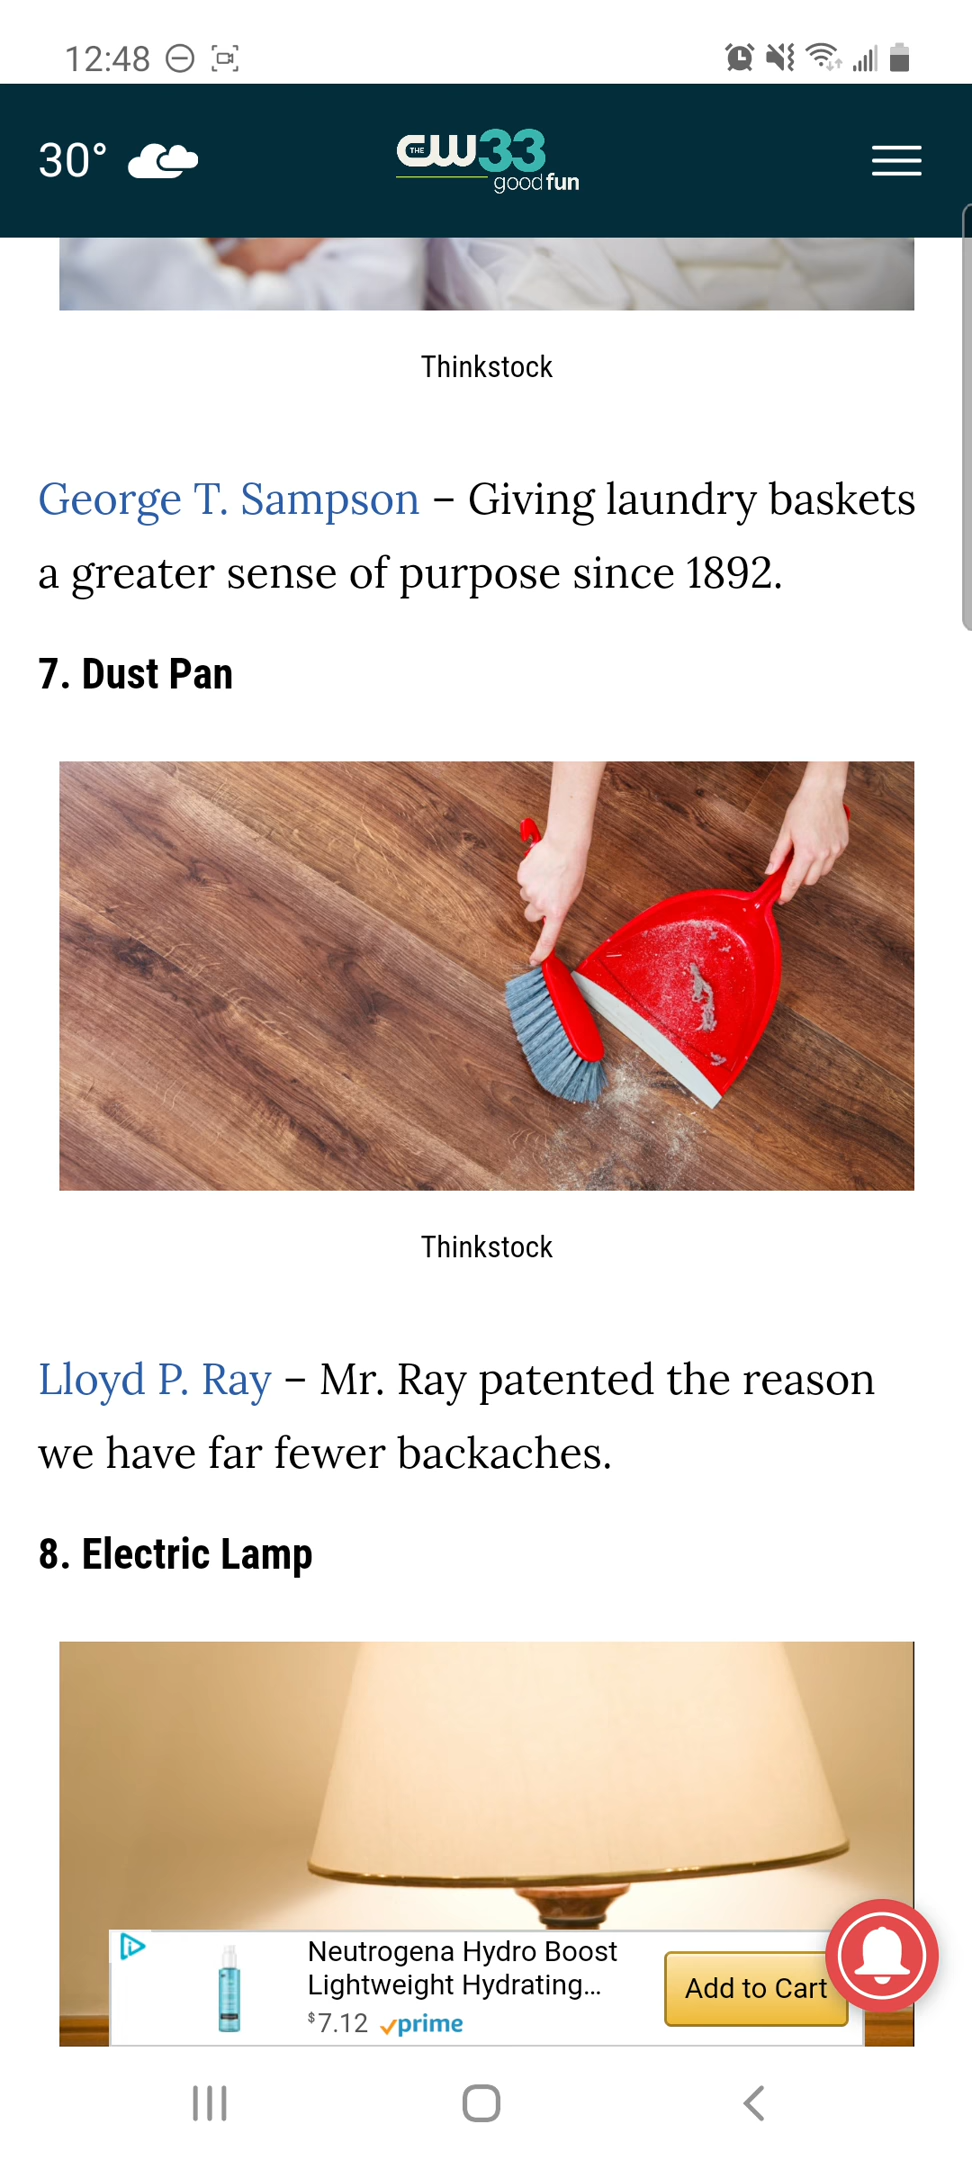 12:48
30°
THE CW33
good fun
Thinkstock
George T. Sampson – Giving laundry baskets
a greater sense of purpose since 1892.
7. Dust Pan
Thinkstock
Lloyd P. Ray – Mr. Ray patented the reason
we have far fewer backaches.
8. Electric Lamp
Neutrogena Hydro Boost
Lightweight Hydrating...
$7.12 prime
Add to Cart